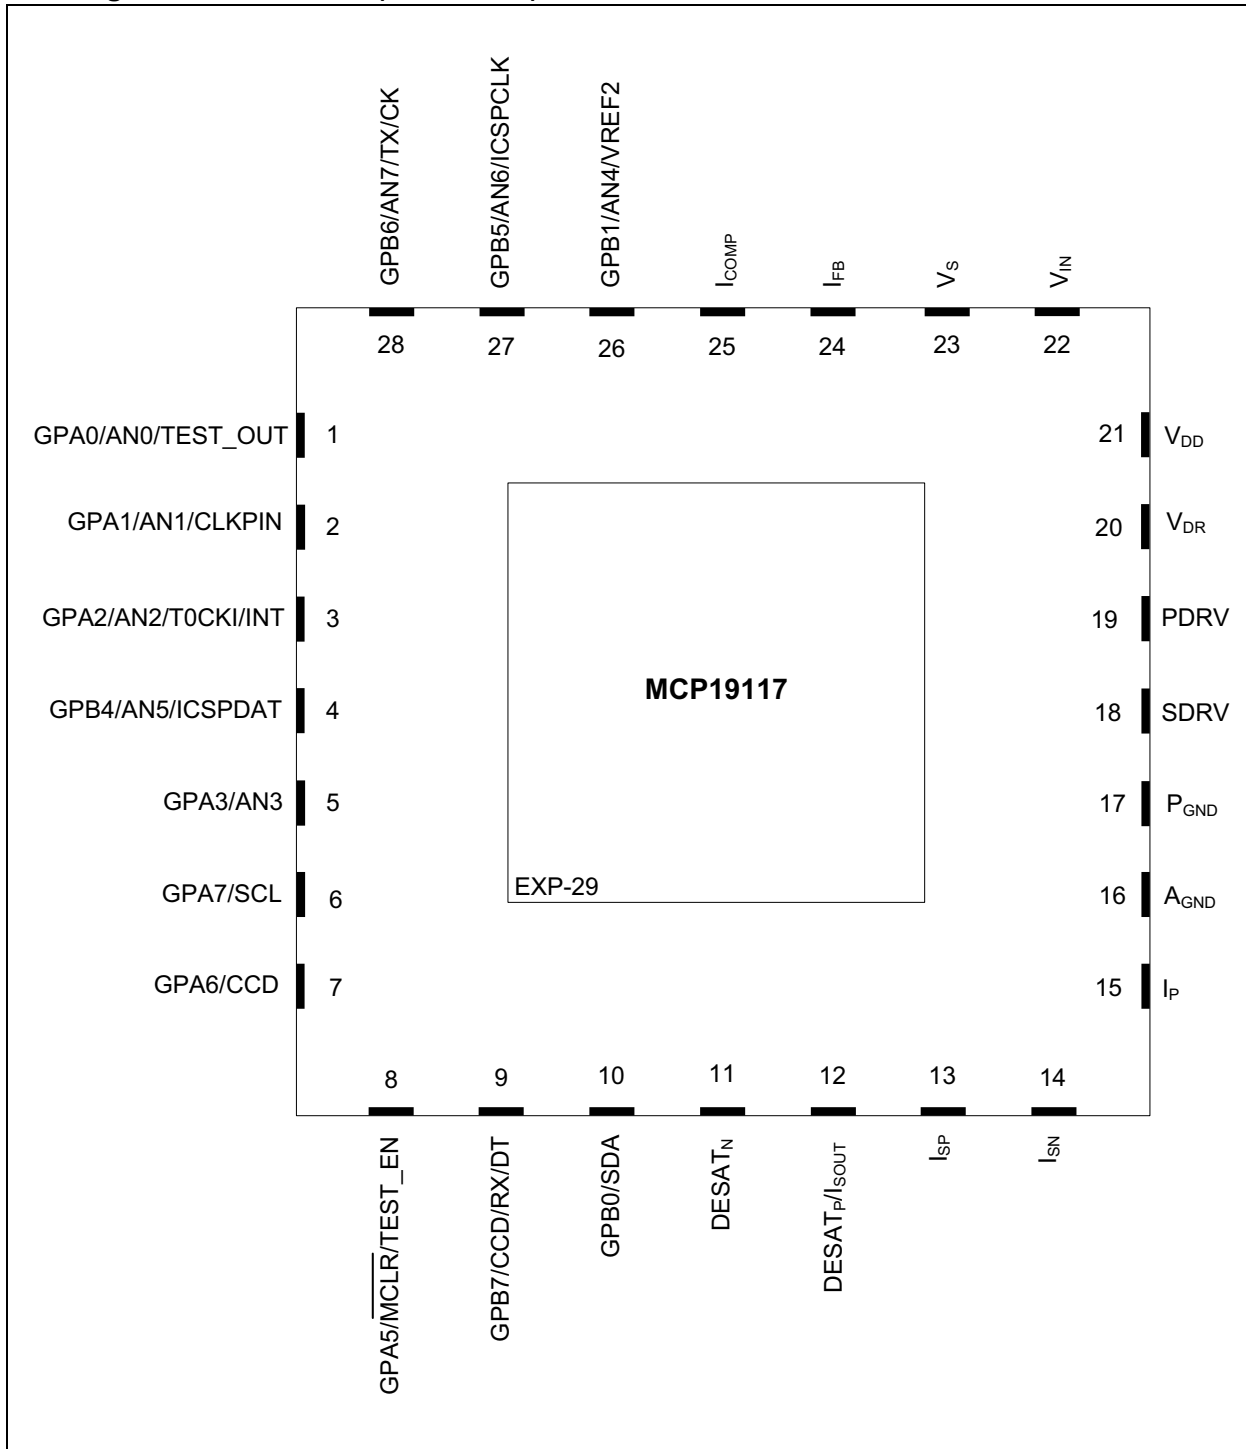 GPB6/AN7/TX/CK
GPB5/AN6/ICSPCLK
GPB1/AN4/VREF2
ICOMP
IFB
VS
VIN
28
27
26
25
24
23
22
GPA0/AN0/TEST_OUT
1
GPA1/AN1/CLKPIN
2
GPA2/AN2/T0CKI/INT
3
GPB4/AN5/ICSPDAT
4
GPA3/AN3
5
GPA7/SCL
6
GPA6/CCD
7
MCP19117
EXP-29
21
VDD
20
VDR
19
PDRV
18
SDRV
17
PGND
16
AGND
15
IP
8
9
10
11
12
13
14
GPA5/MCLR/TEST_EN
GPB7/CCD/RX/DT
GPB0/SDA
DESATN
DESATP/ISOUT
ISP
ISN